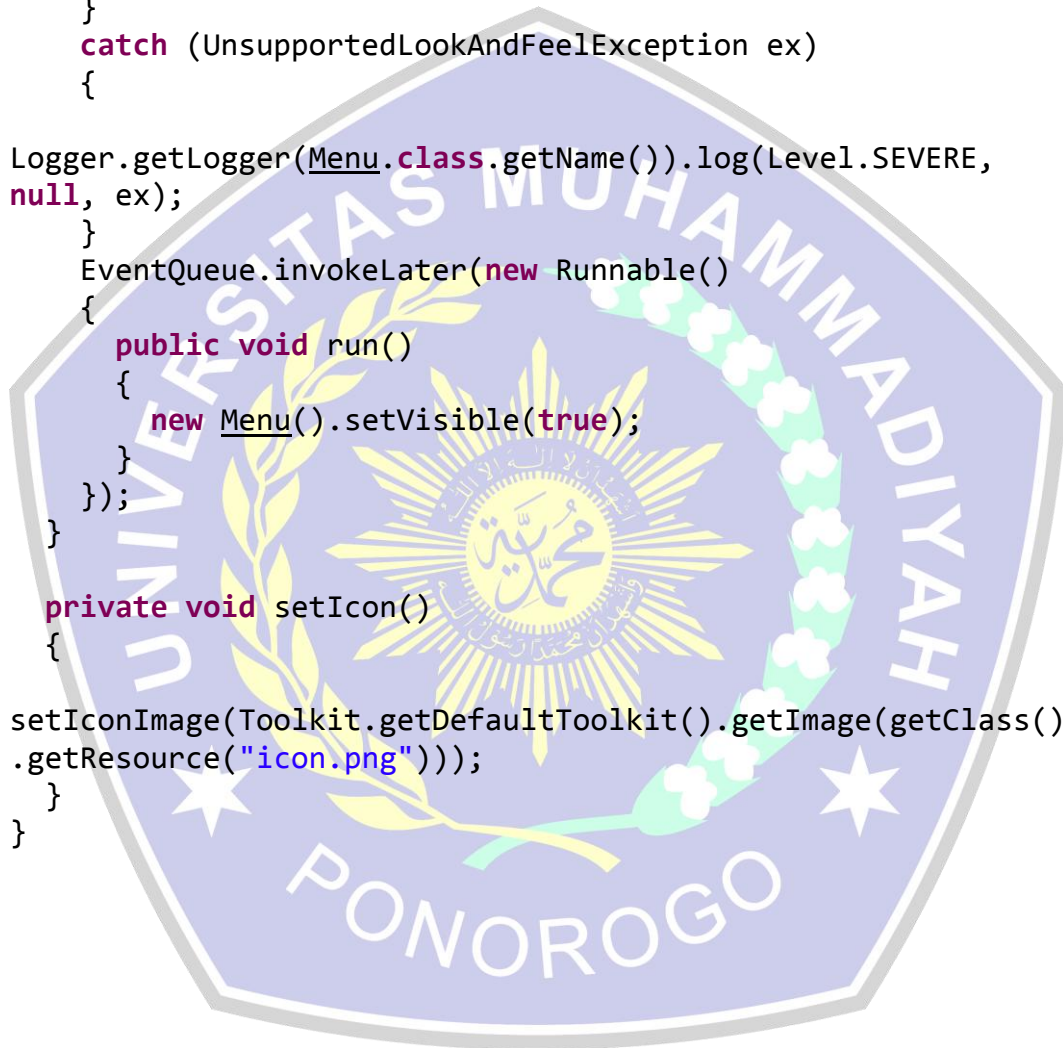 }
    catch (UnsupportedLookAndFeelException ex)
    {
Logger.getLogger(Menu.class.getName()).log(Level.SEVERE,
null, ex);
    }
    EventQueue.invokeLater(new Runnable()
    {
      public void run()
      {
        new Menu().setVisible(true);
      }
    });
  }
  private void setIcon()
  {
setIconImage(Toolkit.getDefaultToolkit().getImage(getClass()
.getResource("icon.png")));
  }
}
UNIVERSITAS MUHAMMADIYAH
PONOROGO
محمدية